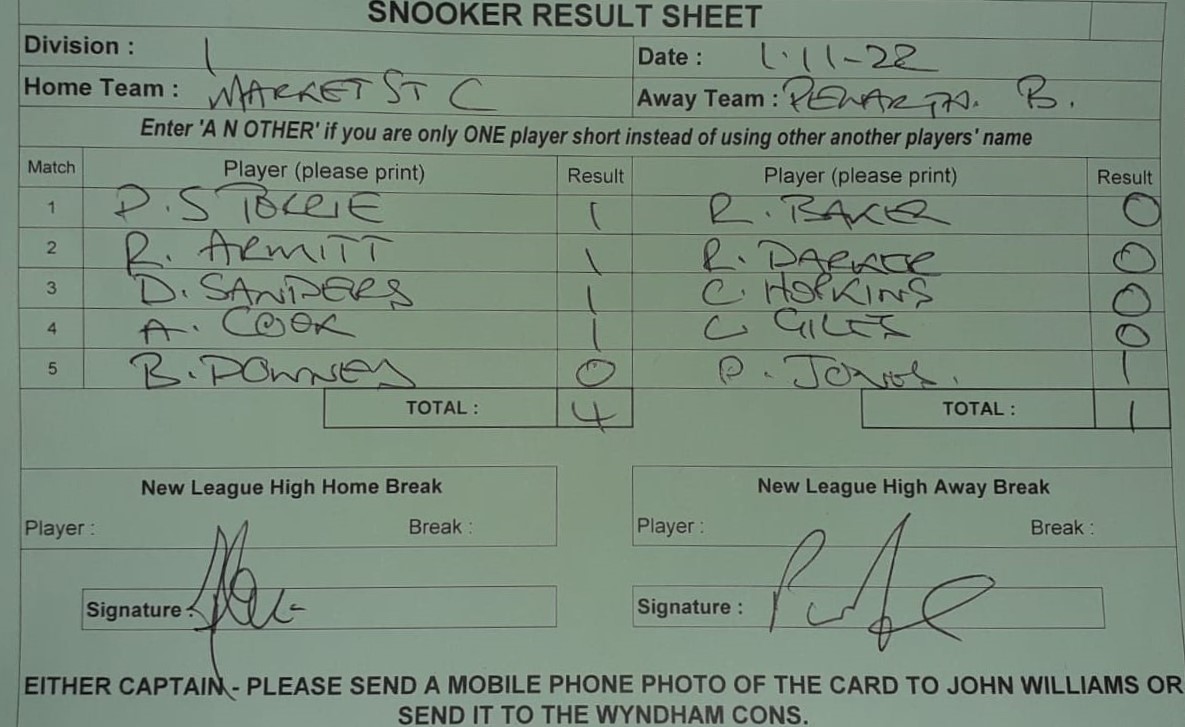 SNOOKER RESULT SHEET
Division : 1 Date : 1.11-22
Home Team : MARKET ST C Away Team : PENARTH. B.
Enter 'A N OTHER' if you are only ONE player short instead of using other another players' name
Match Player (please print) Result Player (please print) Result
1 D. STOCKIE 1 R. BAKER 0
2 R. ARMITT 1 R. DARKE 0
3 D. SANDERS 1 C. HOPKINS 0
4 A. COOK 1 C GILES 0
5 B. DOWNEY 0 P. JONES. 1
TOTAL : 4 TOTAL : 1
New League High Home Break New League High Away Break
Player : Break : Player : Break :
Signature : Signature :
EITHER CAPTAIN - PLEASE SEND A MOBILE PHONE PHOTO OF THE CARD TO JOHN WILLIAMS OR
SEND IT TO THE WYNDHAM CONS.